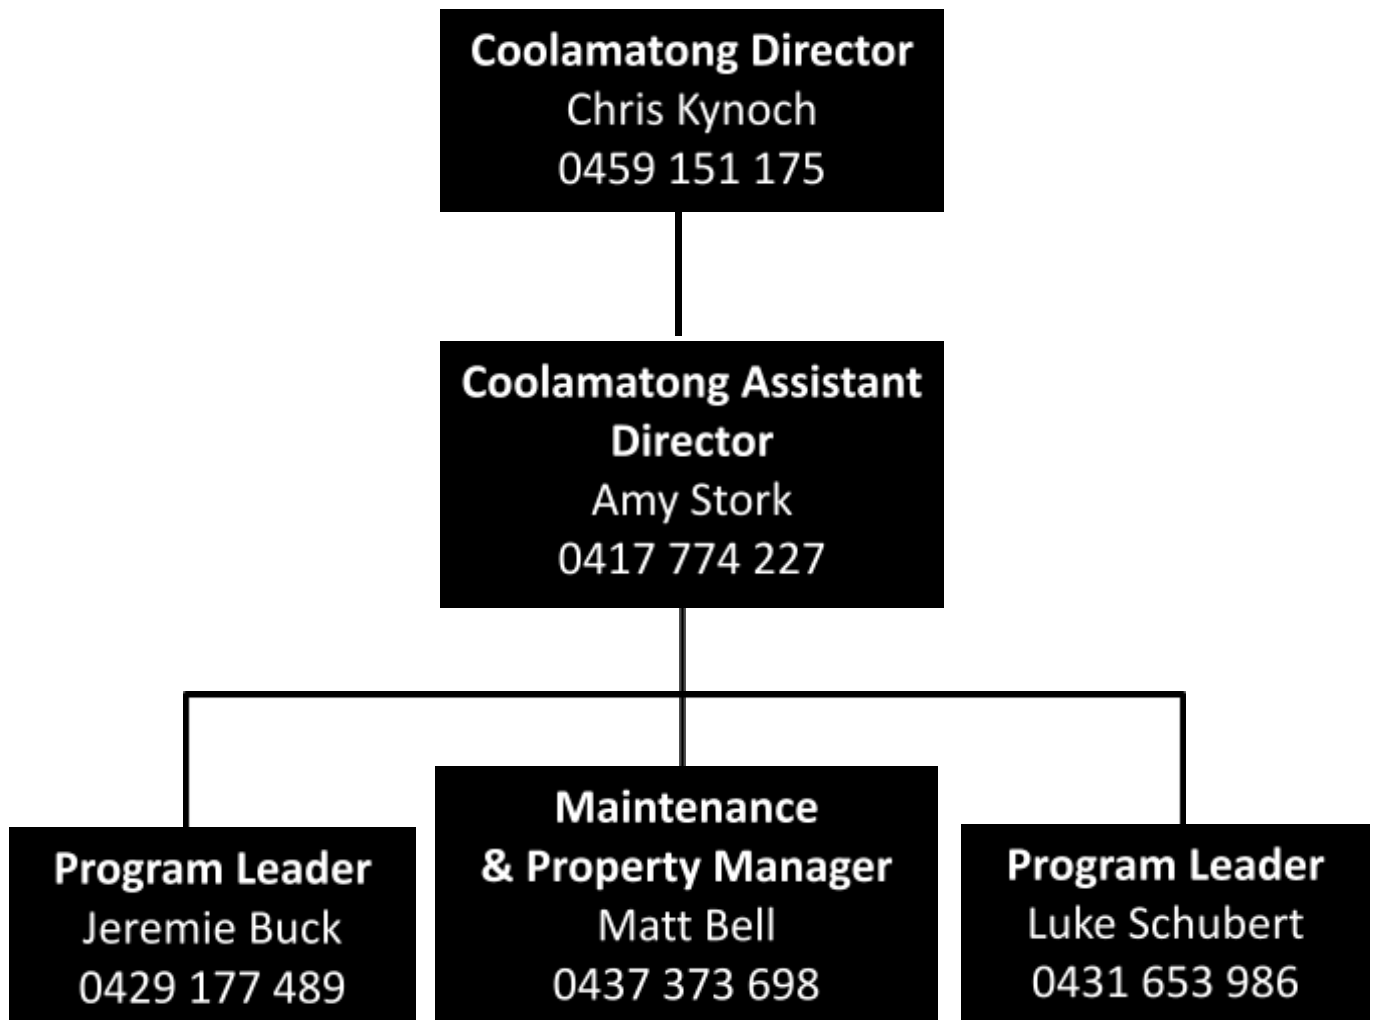 Coolamatong Director
Chris Kynoch
0459 151 175
Coolamatong Assistant
Director
Amy Stork
0417 774 227
Program Leader
Jeremie Buck
0429 177 489
Maintenance
& Property Manager
Matt Bell
0437 373 698
Program Leader
Luke Schubert
0431 653 986